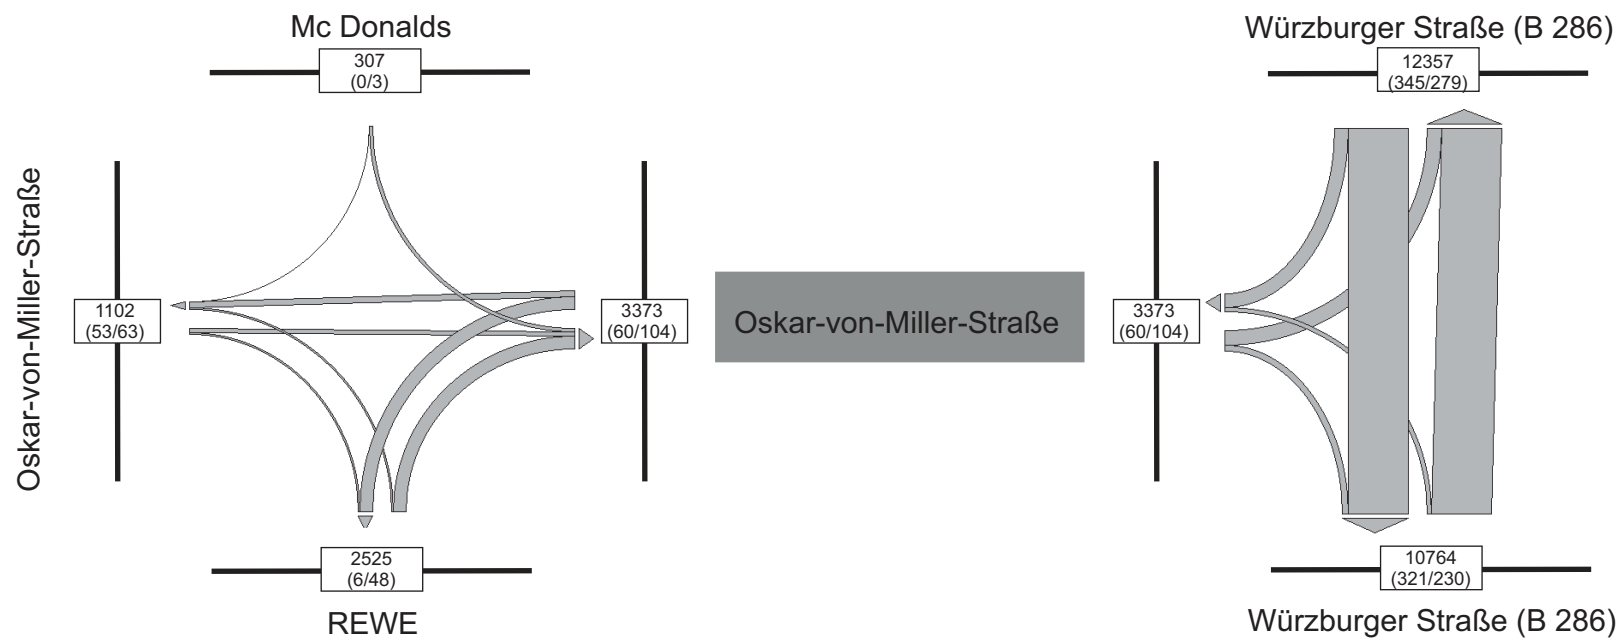 Mc Donalds
307
(0/3)
Würzburger Straße (B 286)
12357
(345/279)
Oskar-von-Miller-Straße
1102
(53/63)
3373
(60/104)
Oskar-von-Miller-Straße
3373
(60/104)
2525
(6/48)
REWE
10764
(321/230)
Würzburger Straße (B 286)